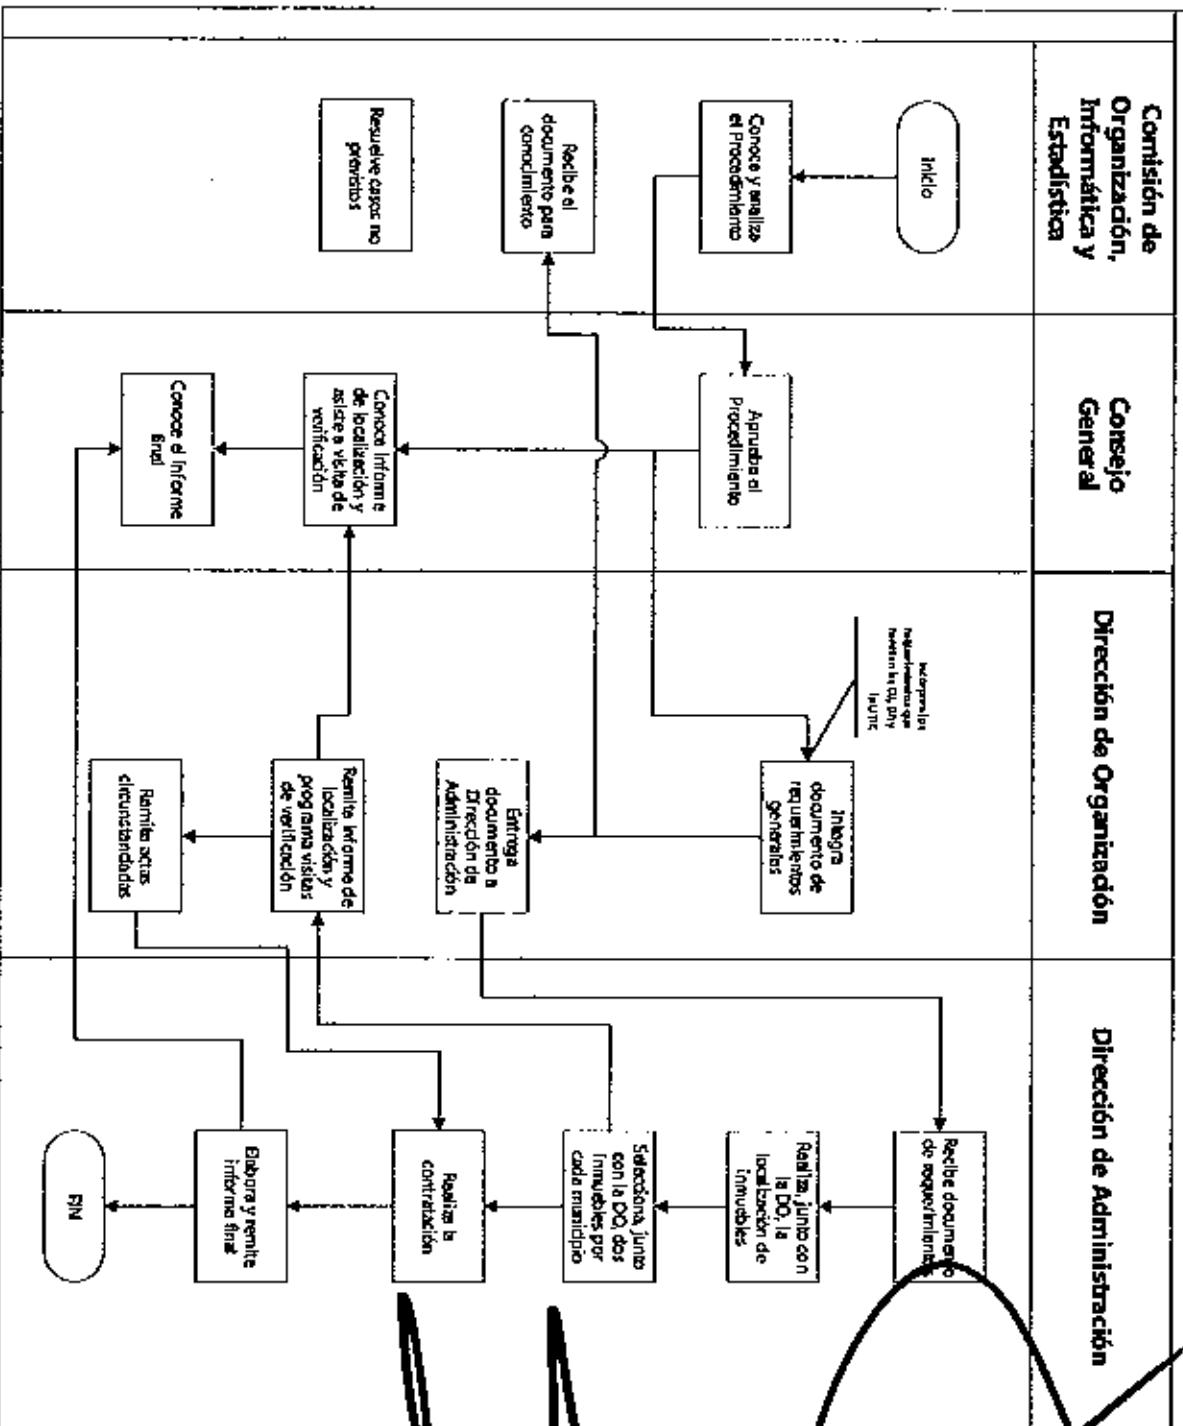 Comisión de
Organización,
Informática y
Estadística
Consejo
General
Dirección de Organización
Dirección de Administración
Inicio
Conoce y analiza
el Procedimiento
Recibe el
documento para
conocimiento
Resuelve casos no
previstos
Aprueba el
Procedimiento
Conoce informe
de localización y
asiste a visita de
verificación
Conoce el informe
final
Integra
documento de
requerimientos
generales
Entrega
documento a
Dirección de
Administración
Remite informe de
localización y
programa visitas
de verificación
Remite actas
circunstanciadas
Recibe documento
de requerimientos
Realiza, junto con
la DO, la
localización de
inmuebles
Selecciona, junto
con la DO, dos
inmuebles por
cada municipio
Realiza la
contratación
Elabora y remite
informe final
FIN